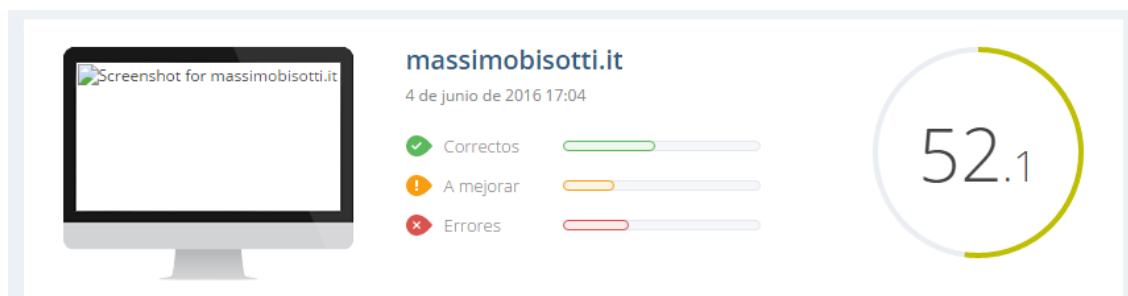 Screenshot for massimobisotti.it
massimobisotti.it
4 de junio de 2016 17:04
Correctos
A mejorar
Errores
52.1